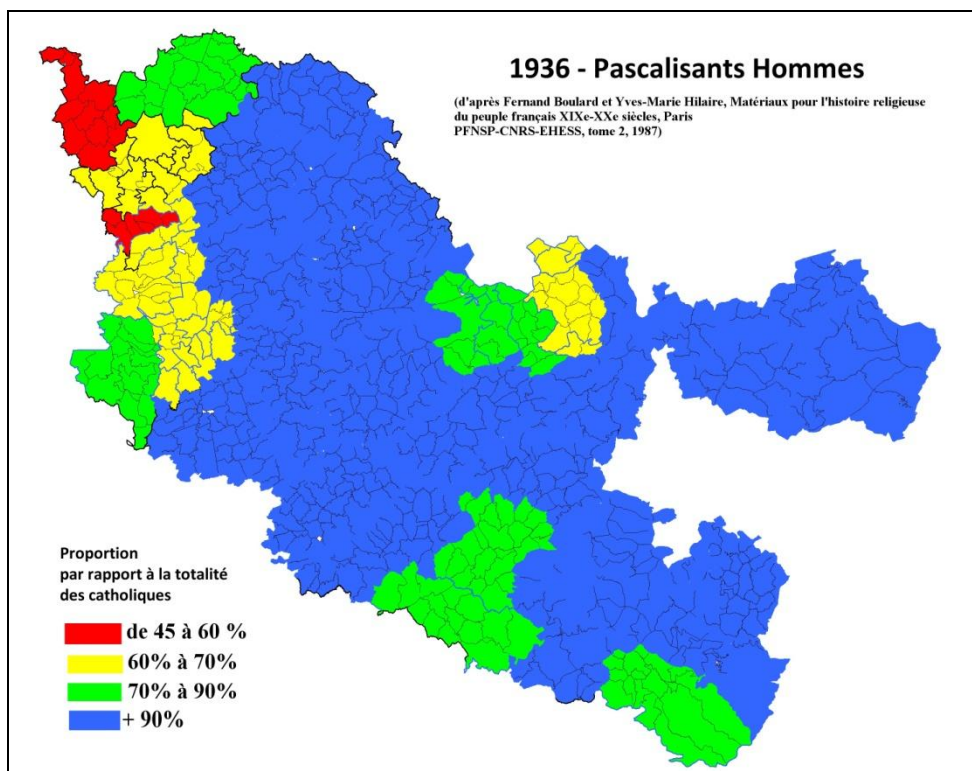 1936 - Pascalisants Hommes
(d'après Fernand Boulard et Yves-Marie Hilaire, Matériaux pour l'histoire religieuse
du peuple français XIXe-XXe siècles, Paris
PFNSP-CNRS-EHESS, tome 2, 1987)
Proportion
par rapport à la totalité
des catholiques
de 45 à 60 %
60% à 70%
70% à 90%
+ 90%